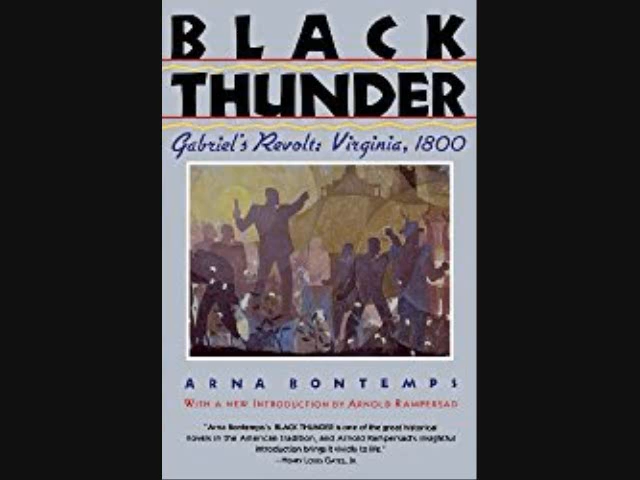 BLACK
THUNDER
Gabriel's Revolt: Virginia, 1800
ARNA BONTEMPS
WITH A NEW INTRODUCTION BY ARNOLD RAMPERSAD
"Arna Bontemps's BLACK THUNDER is one of the great historical
novels in the American tradition, and Arnold Rampersad's insightful
introduction brings it vividly to life."
—HENRY LOUIS GATES, JR.